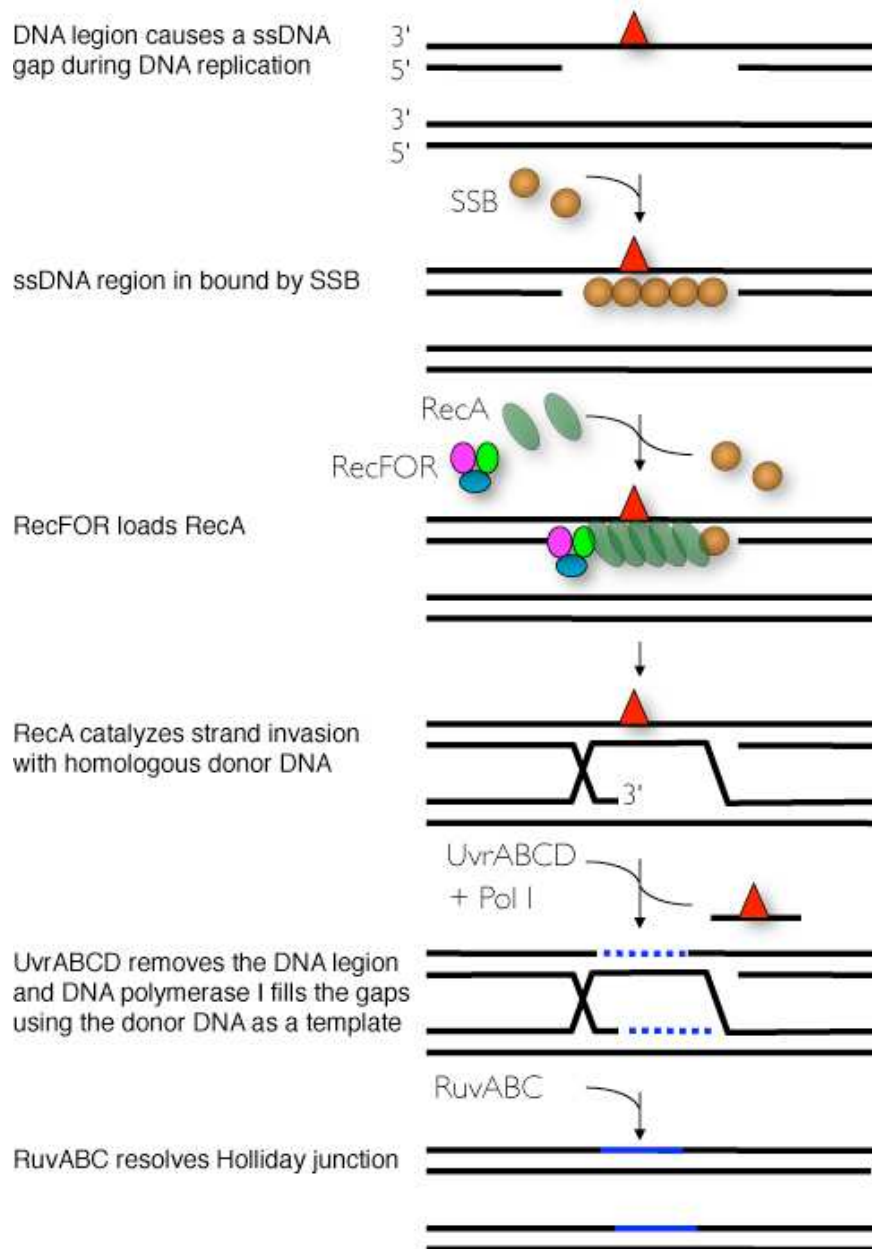 DNA legion causes a ssDNA
gap during DNA replication
3'
5'
3'
5'
SSB
ssDNA region in bound by SSB
RecA
RecFOR
RecFOR loads RecA
RecA catalyzes strand invasion
with homologous donor DNA
3'
UvrABCD
+ Pol I
UvrABCD removes the DNA legion
and DNA polymerase I fills the gaps
using the donor DNA as a template
RuvABC
RuvABC resolves Holliday junction